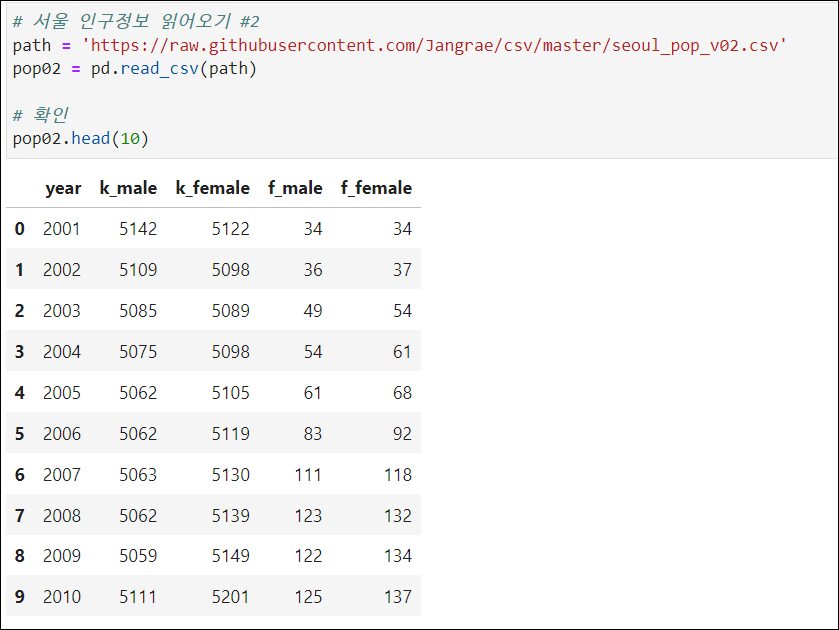 # 서울 인구정보 읽어오기 #2
path = 'https://raw.githubusercontent.com/Jangrae/csv/master/seoul_pop_v02.csv'
pop02 = pd.read_csv(path)
# 확인
pop02.head(10)
year k_male k_female f_male f_female
0 2001 5142 5122 34 34
1 2002 5109 5098 36 37
2 2003 5085 5089 49 54
3 2004 5075 5098 54 61
4 2005 5062 5105 61 68
5 2006 5062 5119 83 92
6 2007 5063 5130 111 118
7 2008 5062 5139 123 132
8 2009 5059 5149 122 134
9 2010 5111 5201 125 137